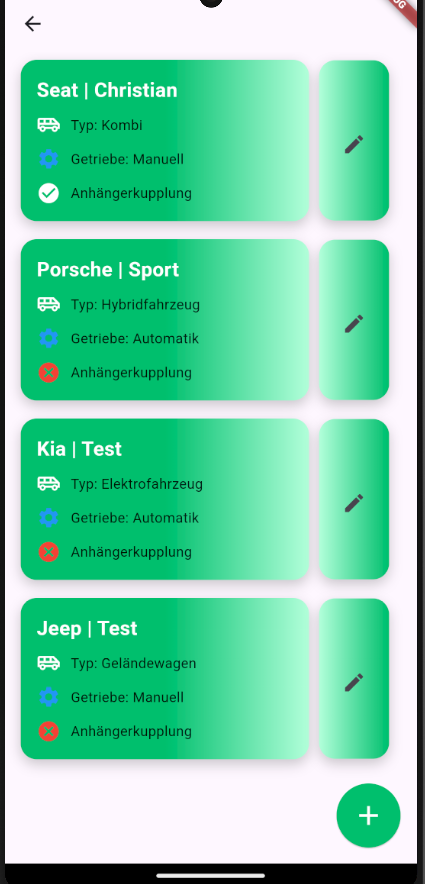 OG
Seat | Christian
Typ: Kombi
Getriebe: Manuell
Anhängerkupplung
Porsche | Sport
Typ: Hybridfahrzeug
Getriebe: Automatik
Anhängerkupplung
Kia | Test
Typ: Elektrofahrzeug
Getriebe: Automatik
Anhängerkupplung
Jeep | Test
Typ: Geländewagen
Getriebe: Manuell
Anhängerkupplung